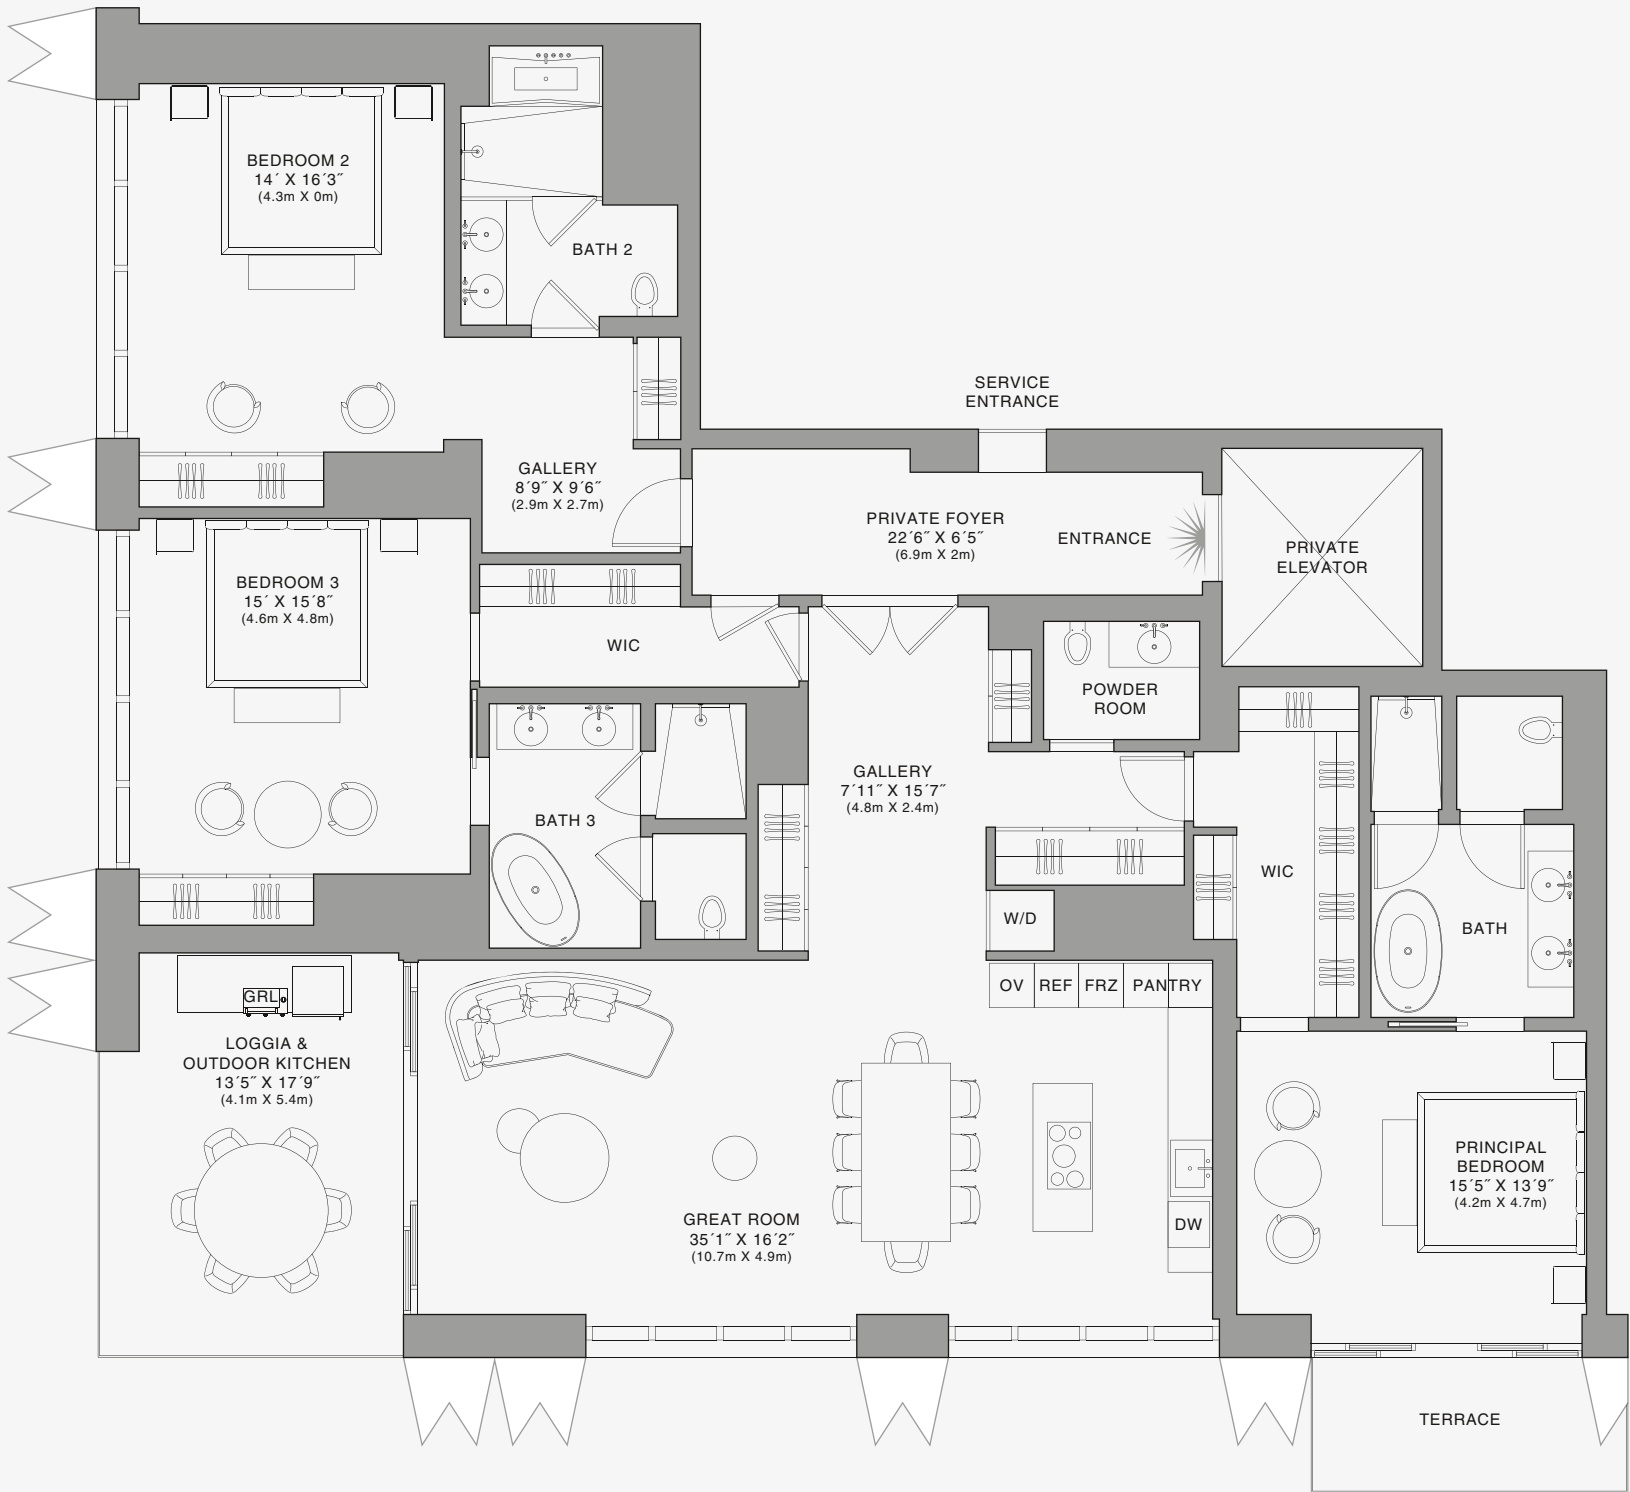 BEDROOM 2
14´ X 16´3˝
(4.3m X 0m)
BATH 2
SERVICE
ENTRANCE
GALLERY
8´9˝ X 9´6˝
(2.9m X 2.7m)
PRIVATE FOYER
22´6˝ X 6´5˝
(6.9m X 2m)
ENTRANCE
PRIVATE
ELEVATOR
BEDROOM 3
15´ X 15´8˝
(4.6m X 4.8m)
WIC
POWDER
ROOM
GALLERY
7´11˝ X 15´7˝
(4.8m X 2.4m)
BATH 3
WIC
W/D
BATH
OV
REF
FRZ
PANTRY
GRL
LOGGIA &
OUTDOOR KITCHEN
13´5˝ X 17´9˝
(4.1m X 5.4m)
PRINCIPAL
BEDROOM
15´5˝ X 13´9˝
(4.2m X 4.7m)
GREAT ROOM
35´1˝ X 16´2˝
(10.7m X 4.9m)
DW
TERRACE